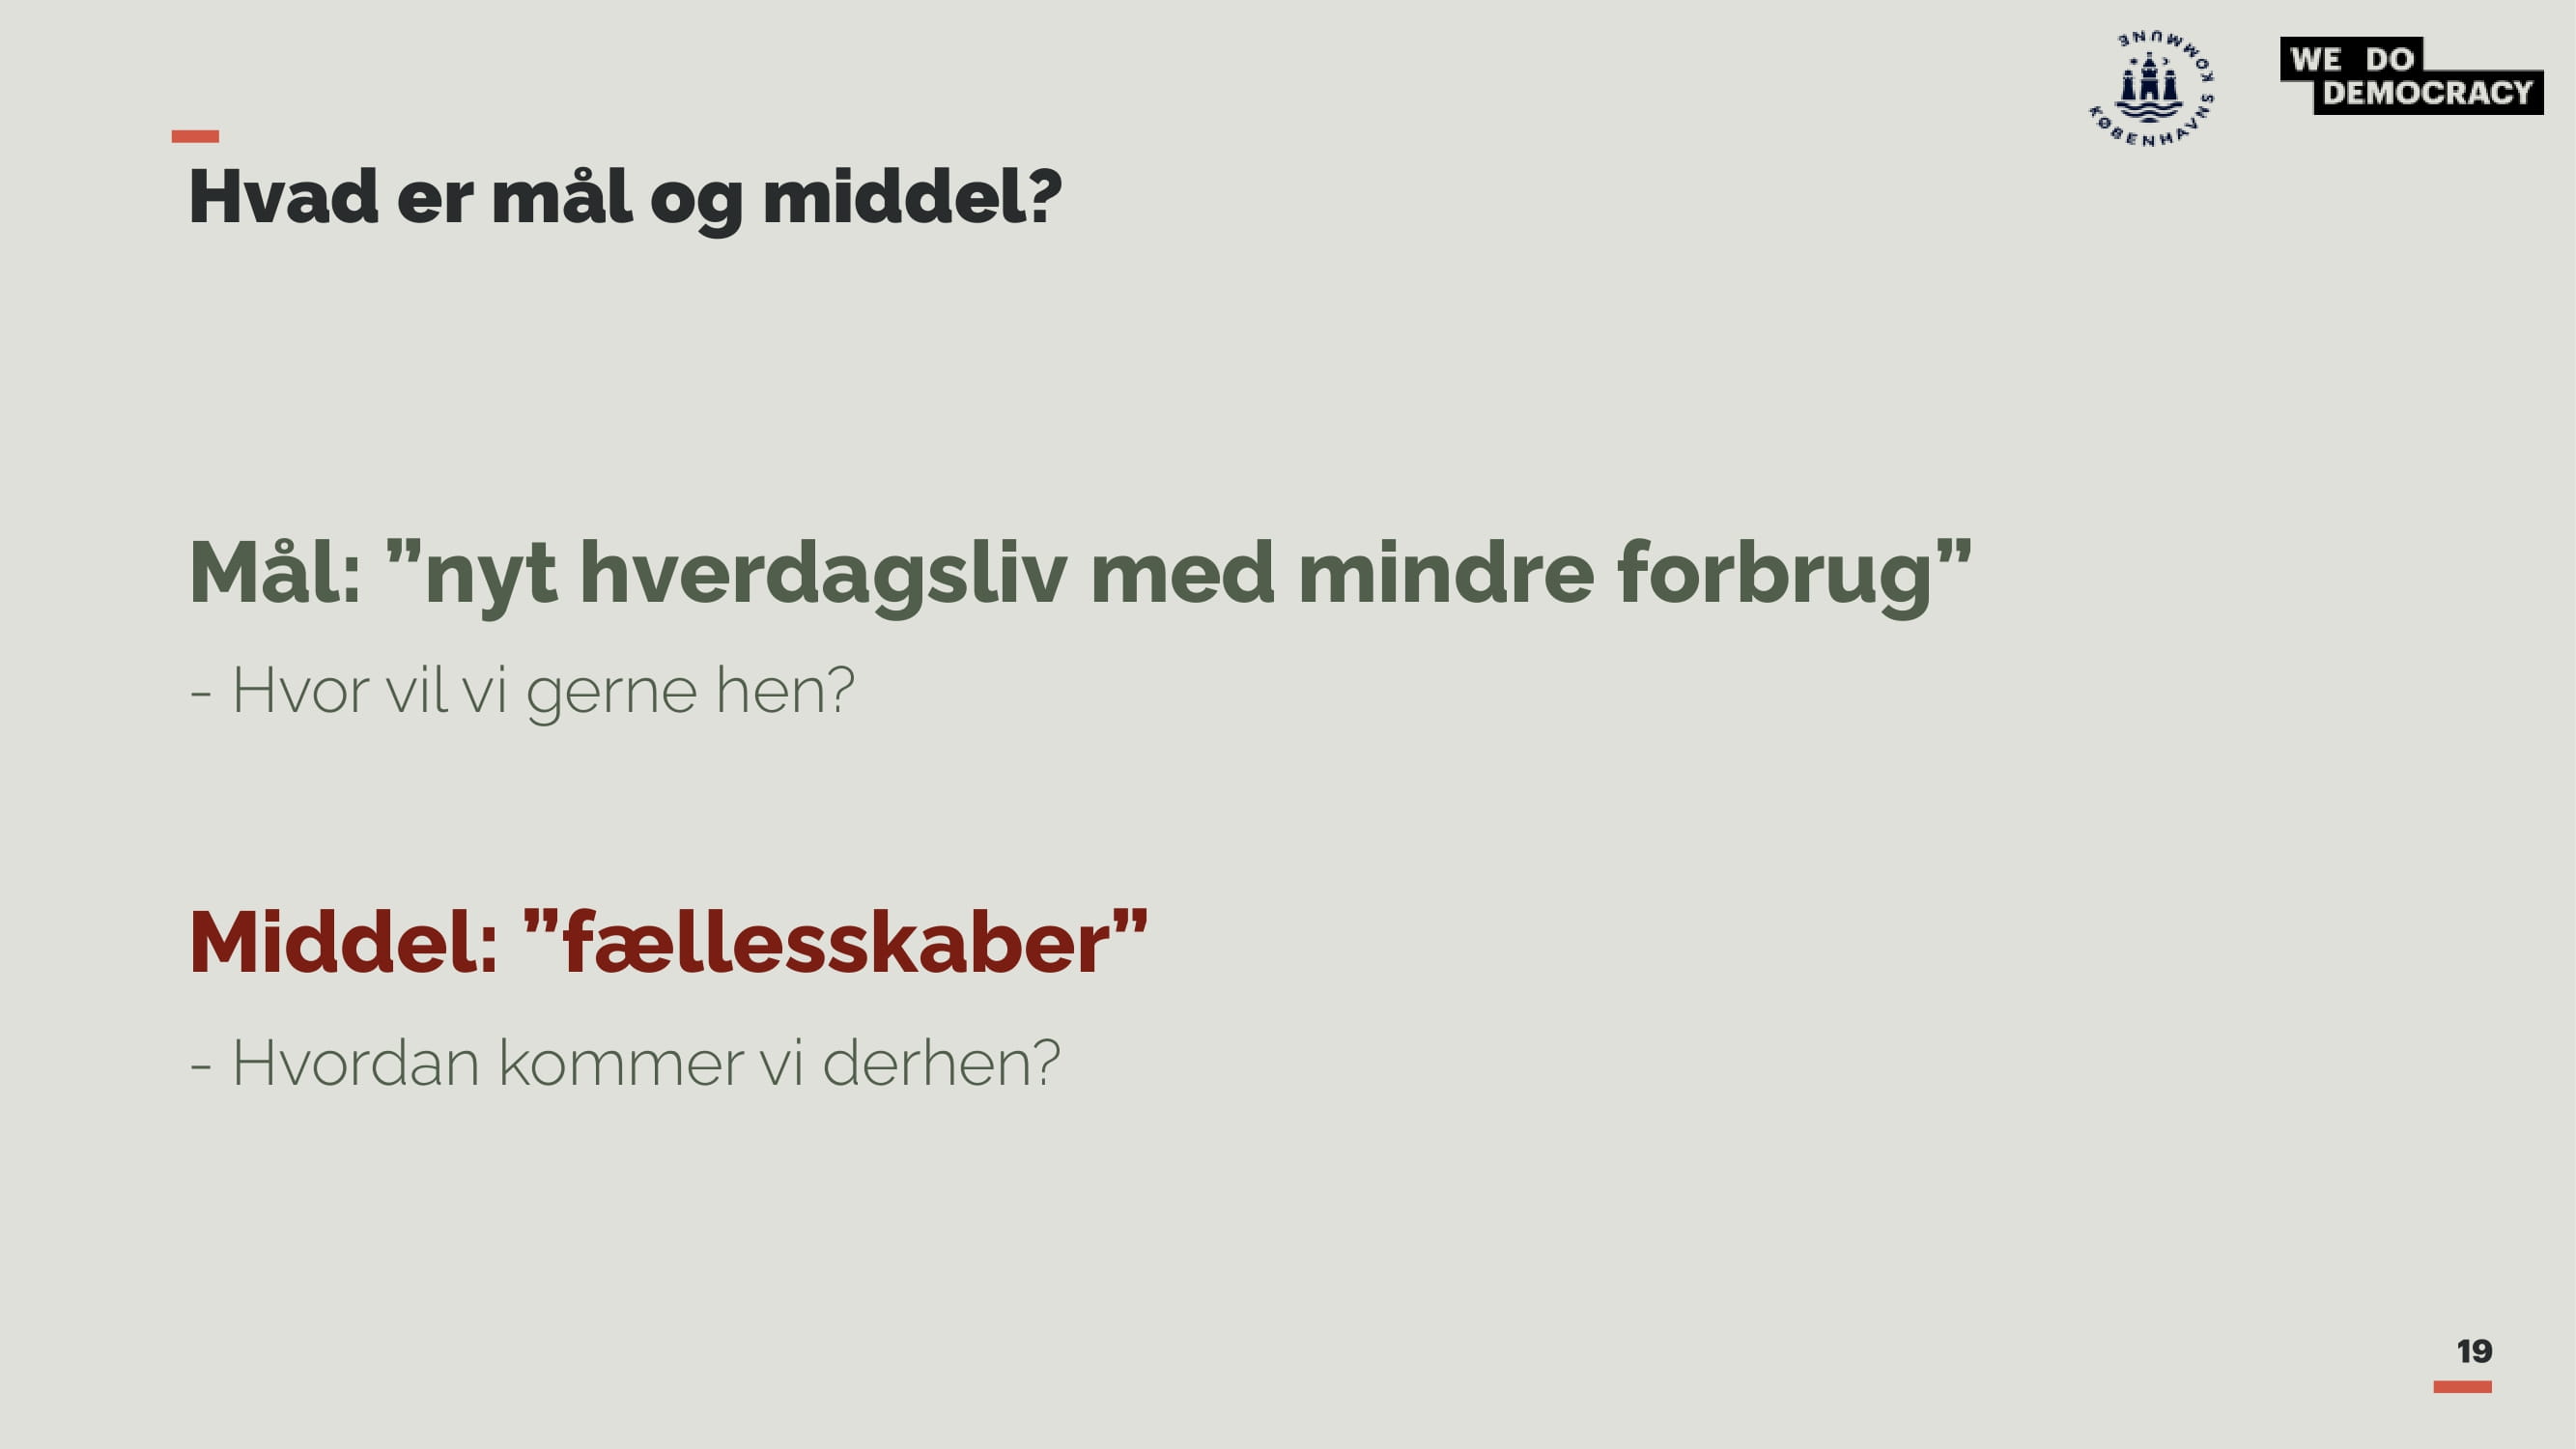 KØBENHAVNS KOMMUNE
WE DO
DEMOCRACY
Hvad er mål og middel?
Mål: ”nyt hverdagsliv med mindre forbrug”
- Hvor vil vi gerne hen?
Middel: ”fællesskaber”
- Hvordan kommer vi derhen?
19